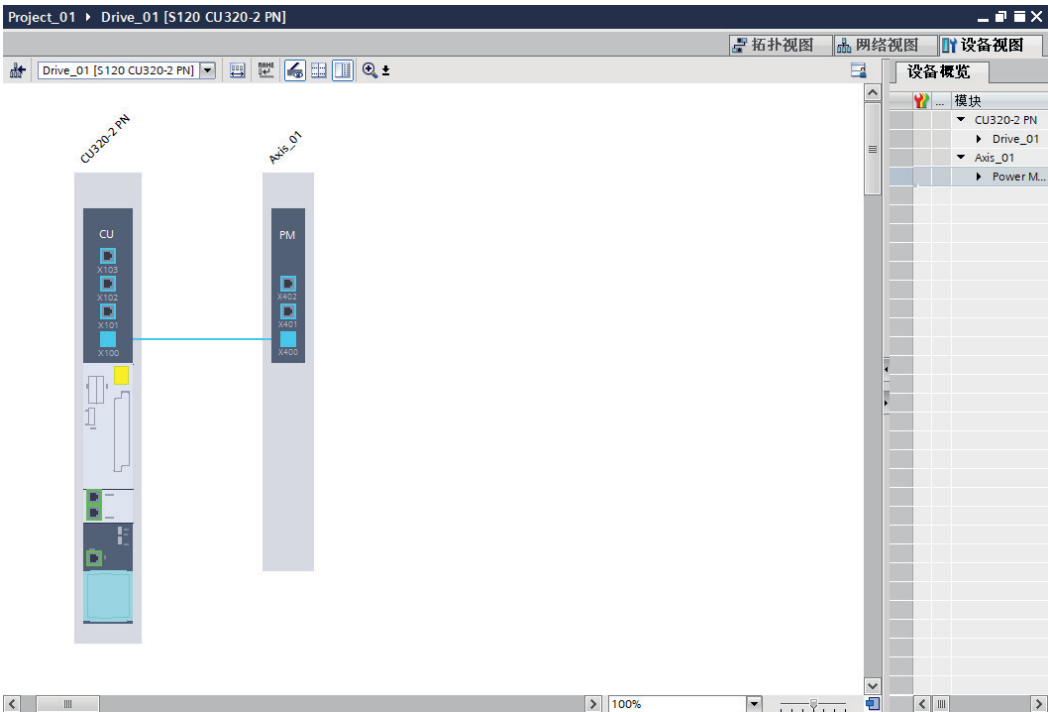 Project_01 ▸ Drive_01 [S120 CU320-2 PN]
拓扑视图
网络视图
设备视图
Drive_01 [S120 CU320-2 PN]
设备概览
... 模块
CU320-2 PN
Drive_01
Axis_01
Power M...
CU320-2 PN
Axis_01
CU
X103
X102
X101
X100
PM
X402
X401
X400
100%